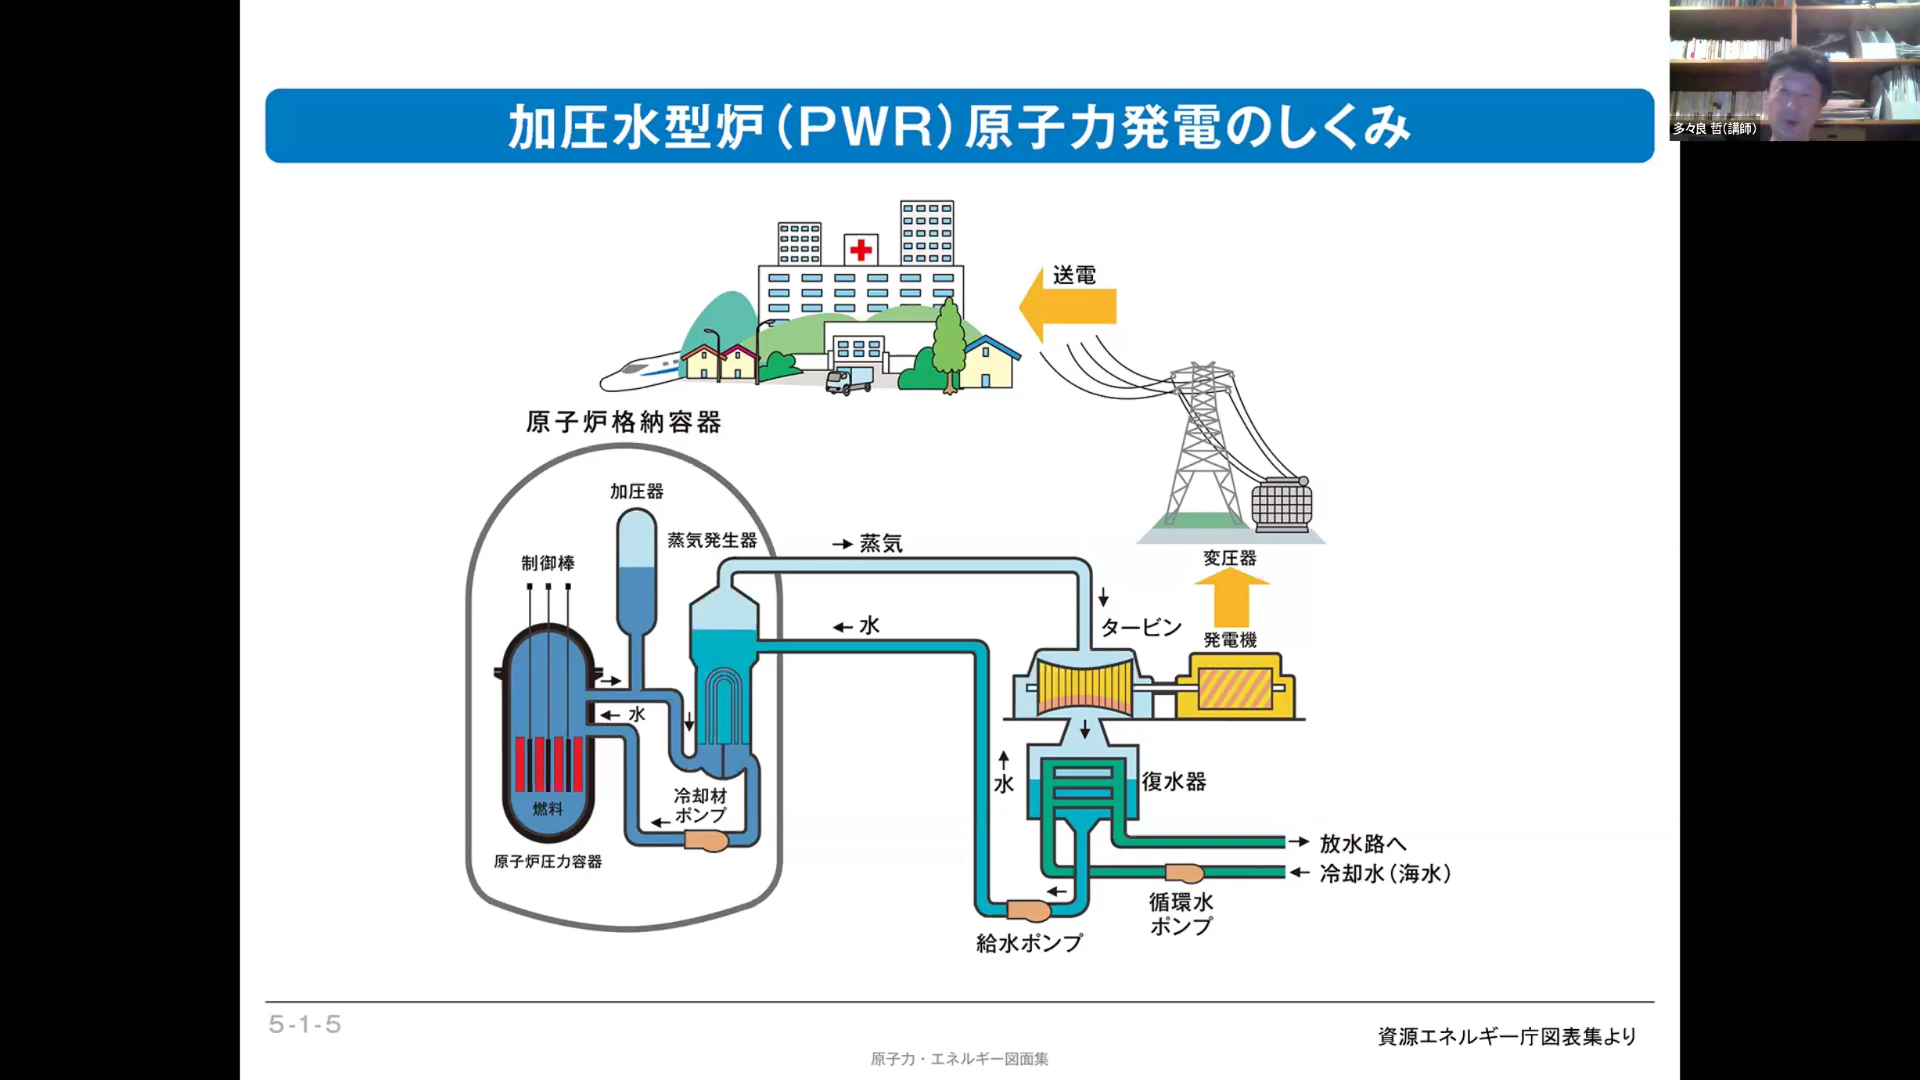 加圧水型炉（PWR）原子力発電のしくみ
多々良 哲(講師)
送電
原子炉格納容器
加圧器
制御棒
蒸気発生器
→ 蒸気
変圧器
← 水
タービン
発電機
→
← 水
燃料
冷却材
ポンプ
原子炉圧力容器
水
復水器
→ 放水路へ
← 冷却水（海水）
循環水
ポンプ
給水ポンプ
5-1-5
資源エネルギー庁図表集より
原子力・エネルギー図面集